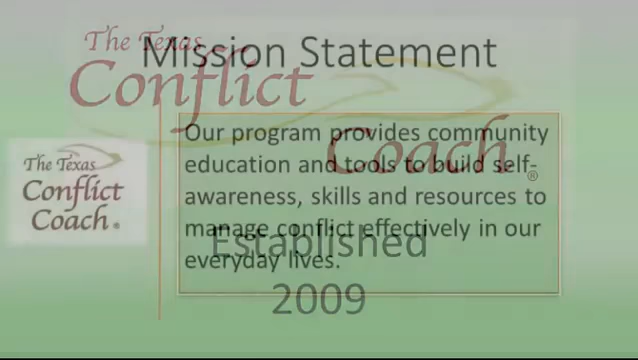 The Texas
Conflict
Coach®
Mission Statement
Our program provides community
education and tools to build self-
awareness, skills and resources to
manage conflict effectively in our
everyday lives.
The Texas
Conflict
Coach®
Established
2009